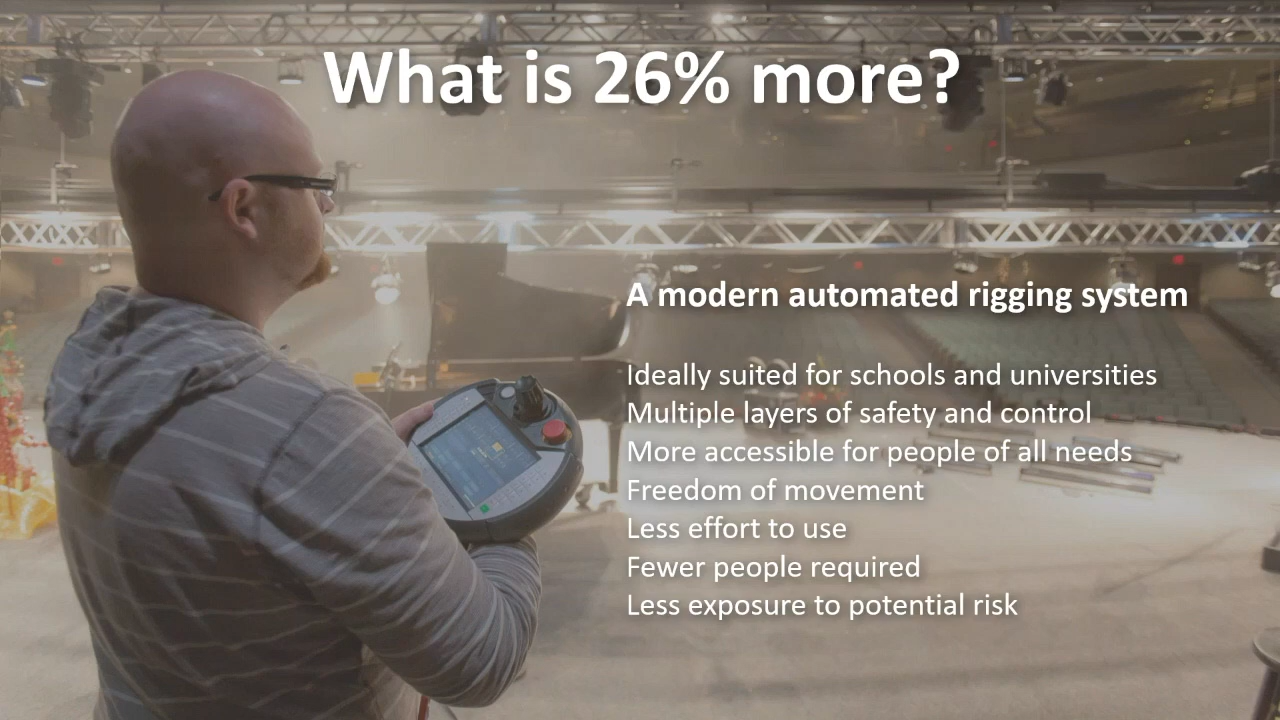 What is 26% more?
A modern automated rigging system
Ideally suited for schools and universities
Multiple layers of safety and control
More accessible for people of all needs
Freedom of movement
Less effort to use
Fewer people required
Less exposure to potential risk